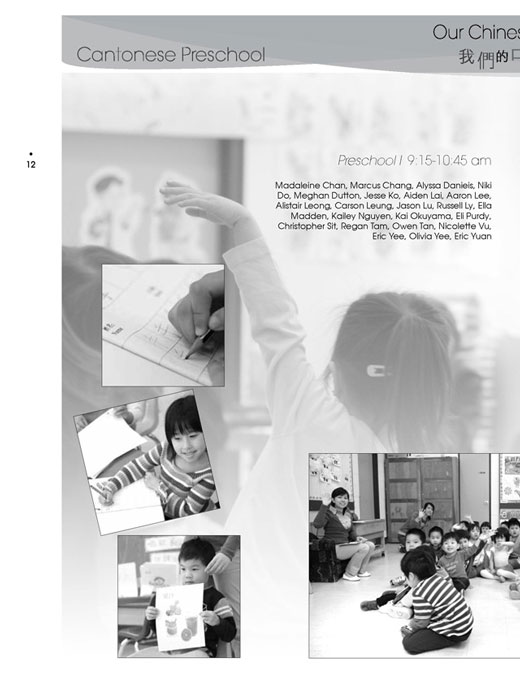 Our Chines
我們的口
Cantonese Preschool
•
12
Preschool I 9:15-10:45 am
Madaleine Chan, Marcus Chang, Alyssa Danieis, Niki
Do, Meghan Dutton, Jesse Ko, Aiden Lai, Aaron Lee,
Alistair Leong, Carson Leung, Jason Lu, Russell Ly, Ella
Madden, Kailey Nguyen, Kai Okuyama, Eli Purdy,
Christopher Sit, Regan Tam, Owen Tan, Nicolette Vu,
Eric Yee, Olivia Yee, Eric Yuan